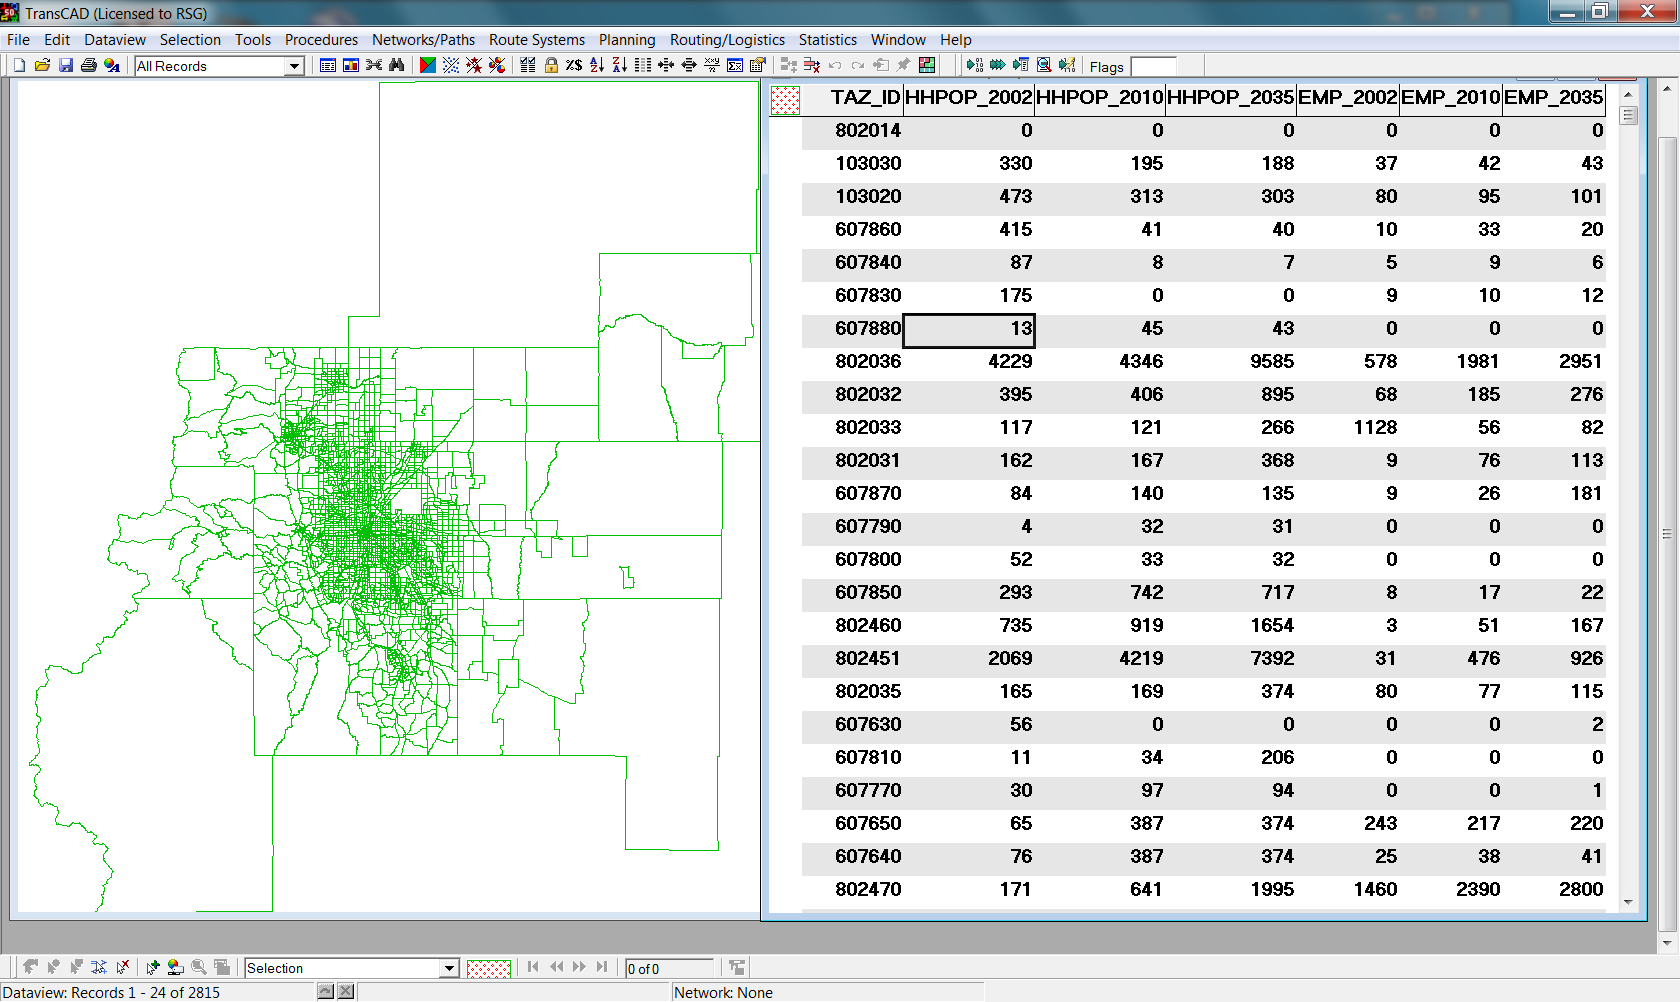 TransCAD (Licensed to RSG)
File Edit Dataview Selection Tools Procedures Networks/Paths Route Systems Planning Routing/Logistics Statistics Window Help
All Records Flags
TAZ_ID HHPOP_2002 HHPOP_2010 HHPOP_2035 EMP_2002 EMP_2010 EMP_2035
802014 0 0 0 0 0 0
103030 330 195 188 37 42 43
103020 473 313 303 80 95 101
607860 415 41 40 10 33 20
607840 87 8 7 5 9 6
607830 175 0 0 9 10 12
607880 13 45 43 0 0 0
802036 4229 4346 9585 578 1981 2951
802032 395 406 895 68 185 276
802033 117 121 266 1128 56 82
802031 162 167 368 9 76 113
607870 84 140 135 9 26 181
607790 4 32 31 0 0 0
607800 52 33 32 0 0 0
607850 293 742 717 8 17 22
802460 735 919 1654 3 51 167
802451 2069 4219 7392 31 476 926
802035 165 169 374 80 77 115
607630 56 0 0 0 0 2
607810 11 34 206 0 0 0
607770 30 97 94 0 0 1
607650 65 387 374 243 217 220
607640 76 387 374 25 38 41
802470 171 641 1995 1460 2390 2800
Selection 0 of 0
Dataview: Records 1 - 24 of 2815 Network: None